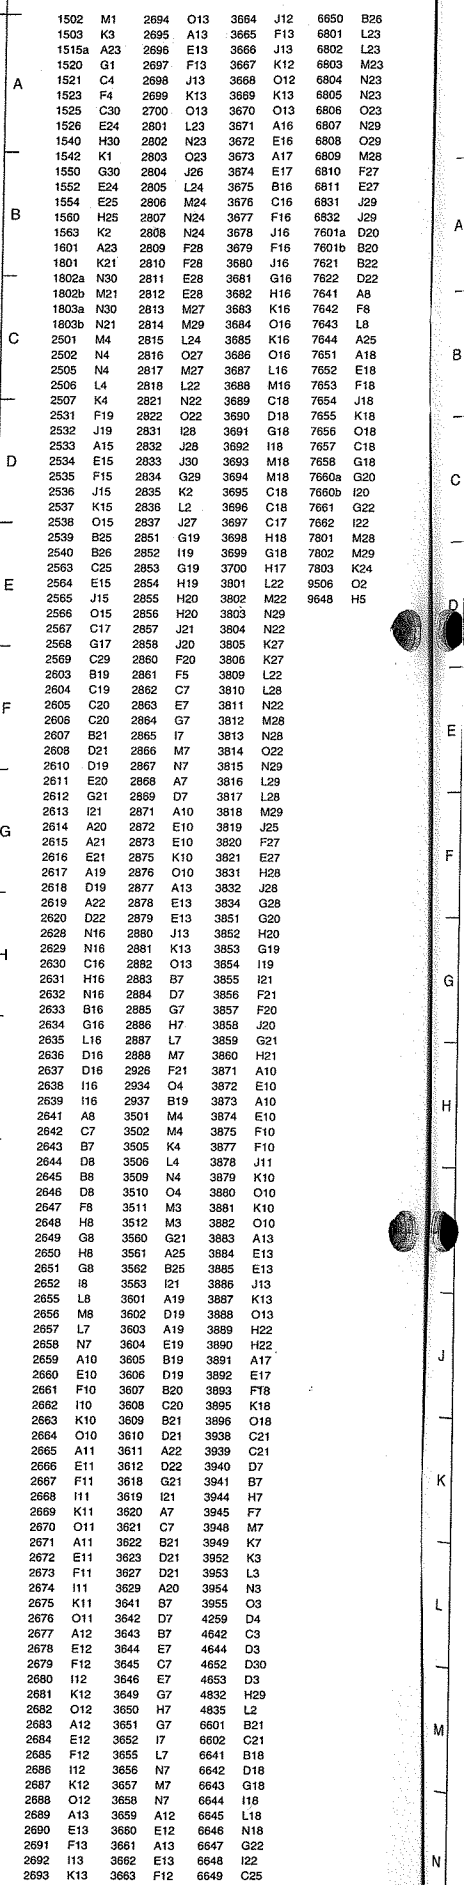 A
B
C
D
E
F
G
H
1502 M1 2694 O13 3664 J12 6650 B26
1503 K3 2695 A13 3665 F13 6801 L23
1515a A23 2696 E13 3666 J13 6802 L23
1520 G1 2697 F13 3667 K12 6803 M23
1521 C4 2698 J13 3668 O12 6804 N23
1523 F4 2699 K13 3669 K13 6805 N23
1525 C30 2700 O13 3670 O13 6806 O23
1526 E24 2801 L23 3671 A16 6807 N29
1540 H30 2802 N23 3672 E16 6808 O29
1542 K1 2803 O23 3673 A17 6809 M28
1550 G30 2804 J26 3674 E17 6810 F27
1552 E24 2805 L24 3675 B16 6811 E27
1554 E25 2806 M24 3676 C16 6831 J29
1560 H25 2807 N24 3677 F16 6832 J29
1563 K2 2808 N24 3678 J16 7601a D20
1601 A23 2809 F28 3679 F16 7601b B20
1801 K21 2810 F28 3680 J16 7621 B22
1802a N30 2811 E28 3681 G16 7622 D22
1802b M21 2812 E28 3682 H16 7641 A8
1803a N30 2813 M27 3683 K16 7642 F8
1803b N21 2814 M29 3684 O16 7643 L8
2501 M4 2815 L24 3685 K16 7644 A25
2502 N4 2816 O27 3686 O16 7651 A18
2505 N4 2817 M27 3687 L16 7652 E18
2506 L4 2818 L22 3688 M16 7653 F18
2507 K4 2821 N22 3689 C18 7654 J18
2531 F19 2822 O22 3690 D18 7655 K18
2532 J19 2831 I28 3691 G18 7656 O18
2533 A15 2832 J28 3692 I18 7657 C18
2534 E15 2833 J30 3693 M18 7658 G18
2535 F15 2834 G29 3694 M18 7660a G20
2536 J15 2835 K2 3695 C18 7660b I20
2537 K15 2836 L2 3696 C18 7661 G22
2538 O15 2837 J27 3697 C17 7662 I22
2539 B25 2851 G19 3698 H18 7801 M28
2540 B26 2852 I19 3699 G18 7802 M29
2563 C25 2853 G19 3700 H17 7803 K24
2564 E15 2854 H19 3801 L22 9506 O2
2565 J15 2855 H20 3802 M22 9648 H5
2566 O15 2856 H20 3803 N29
2567 C17 2857 J21 3804 N22
2568 G17 2858 J20 3805 K27
2569 C29 2860 F20 3806 K27
2603 B19 2861 F5 3809 L22
2604 C19 2862 C7 3810 L28
2605 C20 2863 E7 3811 N22
2606 C20 2864 G7 3812 M28
2607 B21 2865 I7 3813 N28
2608 D21 2866 M7 3814 O22
2610 D19 2867 N7 3815 N29
2611 E20 2868 A7 3816 L29
2612 G21 2869 D7 3817 L28
2613 I21 2871 A10 3818 M29
2614 A20 2872 E10 3819 J25
2615 A21 2873 E10 3820 F27
2616 E21 2875 K10 3821 E27
2617 A19 2876 O10 3831 H28
2618 D19 2877 A13 3832 J28
2619 A22 2878 E13 3834 G28
2620 D22 2879 E13 3851 G20
2628 N16 2880 J13 3852 H20
2629 N16 2881 K13 3853 G19
2630 C16 2882 O13 3854 I19
2631 H16 2883 B7 3855 I21
2632 N16 2884 D7 3856 F21
2633 B16 2885 G7 3857 F20
2634 G16 2886 H7 3858 J20
2635 L16 2887 L7 3859 G21
2636 D16 2888 M7 3860 H21
2637 D16 2926 F21 3871 A10
2638 I16 2934 O4 3872 E10
2639 I16 2937 B19 3873 A10
2641 A8 3501 M4 3874 E10
2642 C7 3502 M4 3875 F10
2643 B7 3505 K4 3877 F10
2644 D8 3506 L4 3878 J11
2645 B8 3509 N4 3879 K10
2646 D8 3510 O4 3880 O10
2647 F8 3511 M3 3881 K10
2648 H8 3512 M3 3882 O10
2649 G8 3560 G21 3883 A13
2650 H8 3561 A25 3884 E13
2651 G8 3562 B25 3885 E13
2652 I8 3563 I21 3886 J13
2655 L8 3601 A19 3887 K13
2656 M8 3602 D19 3888 O13
2657 L7 3603 A19 3889 H22
2658 N7 3604 E19 3890 H22
2659 A10 3605 B19 3891 A17
2660 E10 3606 D19 3892 E17
2661 F10 3607 B20 3893 F18
2662 I10 3608 C20 3895 K18
2663 K10 3609 B21 3896 O18
2664 O10 3610 D21 3938 C21
2665 A11 3611 A22 3939 C21
2666 E11 3612 D22 3940 D7
2667 F11 3618 G21 3941 B7
2668 I11 3619 I21 3944 H7
2669 K11 3620 A7 3945 F7
2670 O11 3621 C7 3948 M7
2671 A11 3622 B21 3949 K7
2672 E11 3623 D21 3952 K3
2673 F11 3627 D21 3953 L3
2674 I11 3629 A20 3954 N3
2675 K11 3641 B7 3955 O3
2676 O11 3642 D7 4259 D4
2677 A12 3643 B7 4642 C3
2678 E12 3644 E7 4644 D3
2679 F12 3645 C7 4652 D30
2680 I12 3646 E7 4653 D3
2681 K12 3649 G7 4832 H29
2682 O12 3650 H7 4835 L2
2683 A12 3651 G7 6601 B21
2684 E12 3652 I7 6602 C21
2685 F12 3655 L7 6641 B18
2686 I12 3656 N7 6642 D18
2687 K12 3657 M7 6643 G18
2688 O12 3658 N7 6644 I18
2689 A13 3659 A12 6645 L18
2690 E13 3660 E12 6646 N18
2691 F13 3661 A13 6647 G22
2692 I13 3662 E13 6648 I22
2693 K13 3663 F12 6649 C25
A
B
C
D
E
F
G
H
J
K
L
M
N